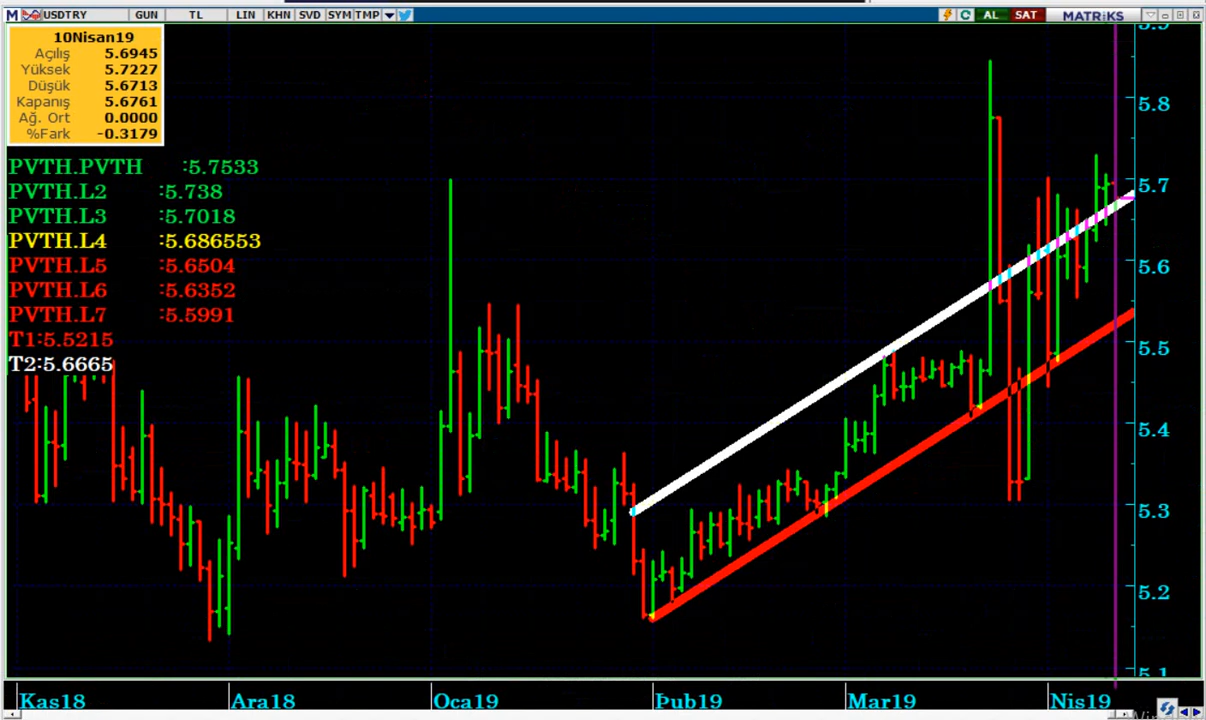 M USDTRY GUN TL LIN KHN SVD SYM TMP AL SAT MATRiKS
10Nisan19
Açılış 5.6945
Yüksek 5.7227
Düşük 5.6713
Kapanış 5.6761
Ağ. Ort 0.0000
%Fark -0.3179
PVTH.PVTH :5.7533
PVTH.L2 :5.738
PVTH.L3 :5.7018
PVTH.L4 :5.686553
PVTH.L5 :5.6504
PVTH.L6 :5.6352
PVTH.L7 :5.5991
T1:5.5215
T2:5.6665
5.9
5.8
5.7
5.6
5.5
5.4
5.3
5.2
5.1
Kas18 Ara18 Oca19 Þub19 Mar19 Nis19